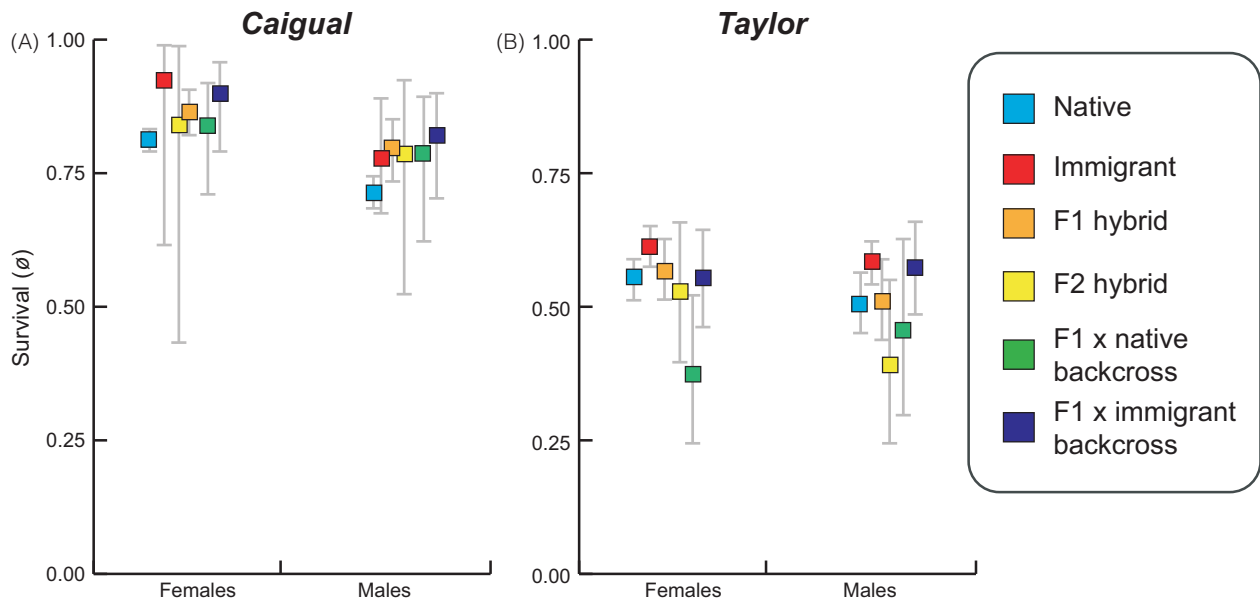 Caigual
Taylor
(A)
(B)
Survival (ø)
1.00
0.75
0.50
0.25
0.00
Females
Males
1.00
0.75
0.50
0.25
0.00
Females
Males
Native
Immigrant
F1 hybrid
F2 hybrid
F1 x native
backcross
F1 x immigrant
backcross